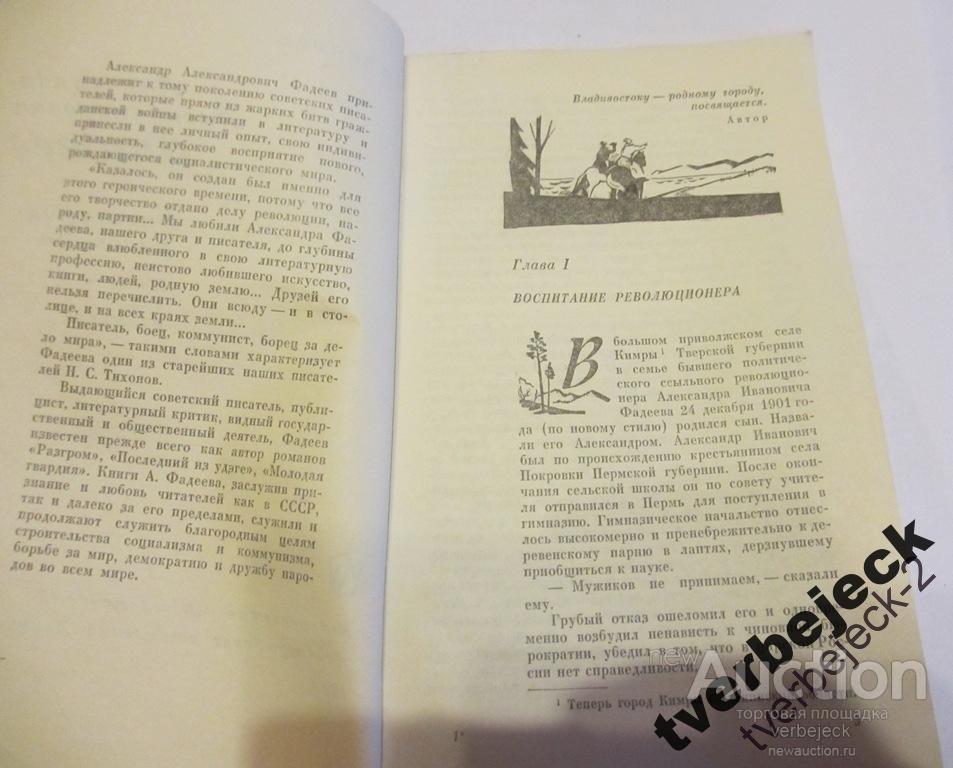 Александр Александрович Фадеев при-
надлежит к тому поколению советских писа-
телей, которые прямо из жарких битв граж-
данской войны вступили в литературу и
принесли в нее личный опыт, свою индиви-
дуальность, глубокое восприятие нового,
рождающегося социалистического мира.
«Казалось, он создан был именно для
этого героического времени, потому что все
его творчество отдано делу революции, на-
роду, партии... Мы любили Александра Фа-
деева, нашего друга и писателя, до глубины
сердца влюбленного в свою литературную
профессию, неистово любившего искусство,
книги, людей, родную землю... Друзей его
нельзя перечислить. Они всюду — и в сто-
лице, и на всех краях земли...
Писатель, боец, коммунист, борец за де-
ло мира», — такими словами характеризует
Фадеева один из старейших наших писате-
лей Н. С. Тихонов.
Выдающийся советский писатель, публи-
цист, литературный критик, видный государ-
ственный и общественный деятель, Фадеев
известен прежде всего как автор романов
«Разгром», «Последний из удэге», «Молодая
гвардия». Книги А. Фадеева, заслужив при-
знание и любовь читателей как в СССР,
так и далеко за его пределами, служили и
продолжают служить благородным целям
строительства социализма и коммунизма,
борьбе за мир, демократию и дружбу наро-
дов во всем мире.
Владивостоку — родному городу,
посвящается.
Автор
Глава I
ВОСПИТАНИЕ РЕВОЛЮЦИОНЕРА
В большом приволжском селе
Кимры¹ Тверской губернии
в семье бывшего политиче-
ского ссыльного революцио-
нера Александра Ивановича
Фадеева 24 декабря 1901 го-
да (по новому стилю) родился сын. Назва-
ли его Александром. Александр Иванович
был по происхождению крестьянином села
Покровки Пермской губернии. После окон-
чания сельской школы он по совету учите-
ля отправился в Пермь для поступления в
гимназию. Гимназическое начальство отнес-
лось высокомерно и пренебрежительно к де-
ревенскому парню в лаптях, дерзнувшему
приобщиться к науке.
— Мужиков не принимаем, — сказали
ему.
Грубый отказ ошеломил его и
менно возбудил ненависть к
рократии, убедил в том, что в
сии нет справедливости,
¹ Теперь город Кимры
1*
tverbejeck
tverbejeck-2
newAuction
торговая площадка
verbejeck
newauction.ru